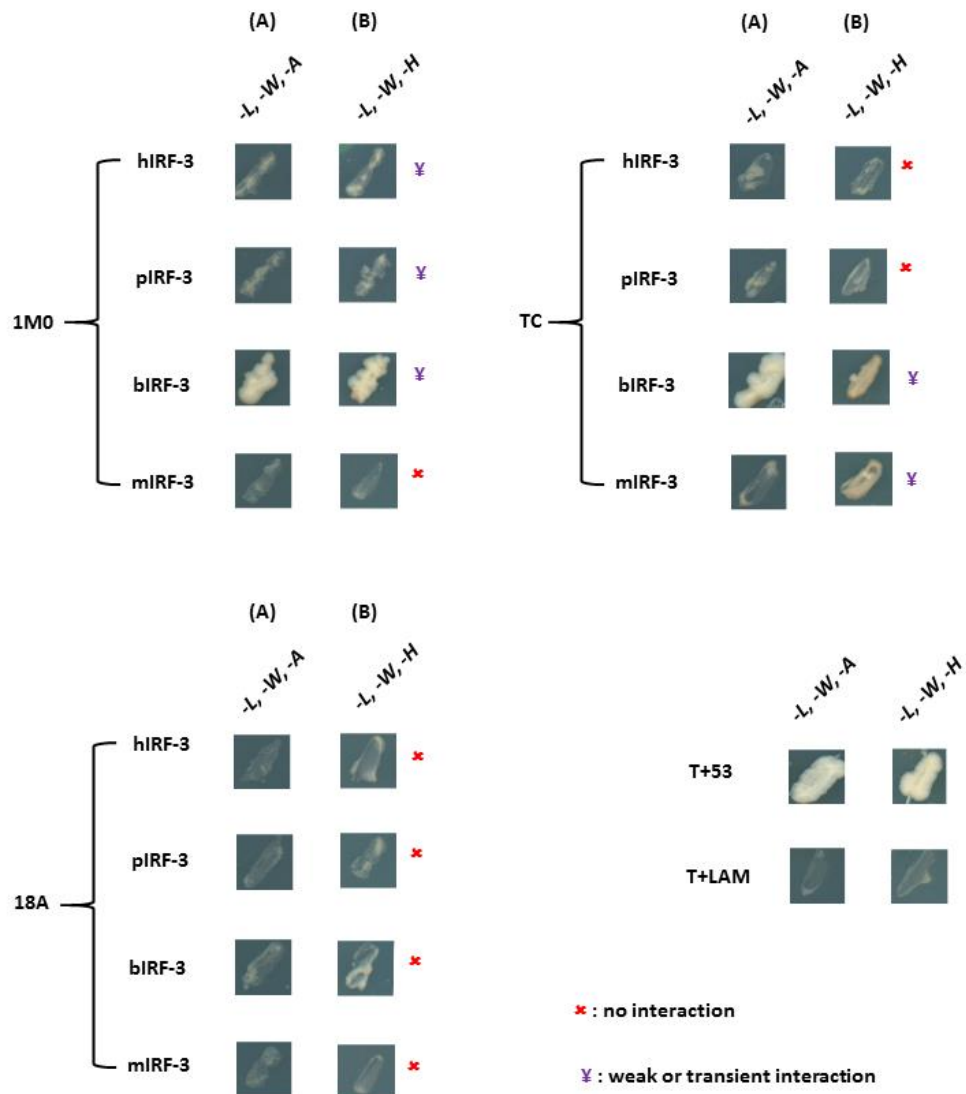 (A) (B)
-L, -W, -A -L, -W, -H
1M0
hIRF-3 ¥
pIRF-3 ¥
bIRF-3 ¥
mIRF-3 ✖
(A) (B)
-L, -W, -A -L, -W, -H
TC
hIRF-3 ✖
pIRF-3 ✖
bIRF-3 ¥
mIRF-3 ¥
(A) (B)
-L, -W, -A -L, -W, -H
18A
hIRF-3 ✖
pIRF-3 ✖
bIRF-3 ✖
mIRF-3 ✖
-L, -W, -A -L, -W, -H
T+53
T+LAM
✖ : no interaction
¥ : weak or transient interaction